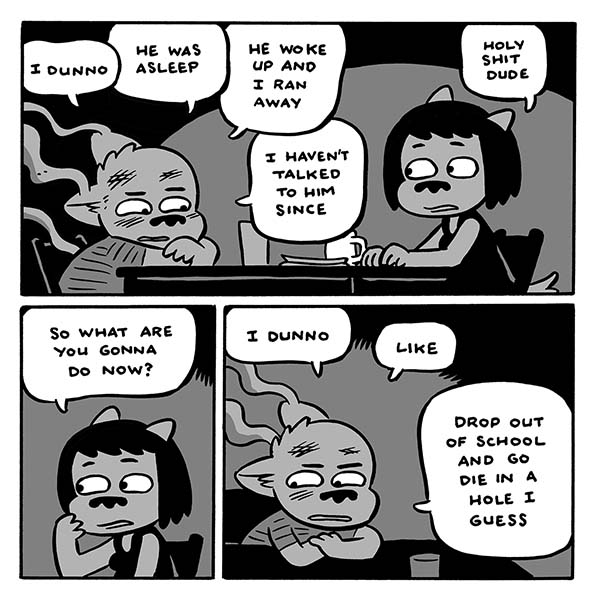 I DUNNO
HE WAS
ASLEEP
HE WOKE
UP AND
I RAN
AWAY
I HAVEN'T
TALKED
TO HIM
SINCE
HOLY
SHIT
DUDE
SO WHAT ARE
YOU GONNA
DO NOW?
I DUNNO
LIKE
DROP OUT
OF SCHOOL
AND GO
DIE IN A
HOLE I
GUESS